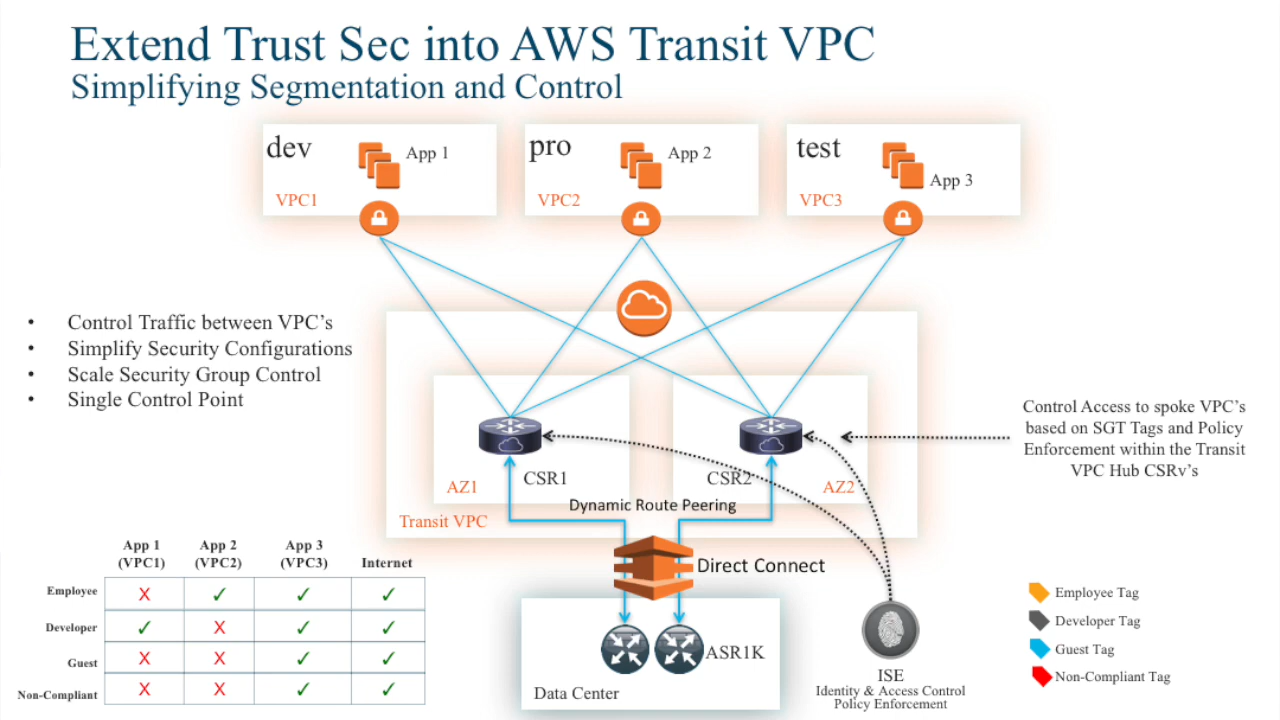 Extend Trust Sec into AWS Transit VPC
Simplifying Segmentation and Control
dev
App 1
VPC1
pro
App 2
VPC2
test
App 3
VPC3
• Control Traffic between VPC's
• Simplify Security Configurations
• Scale Security Group Control
• Single Control Point
Control Access to spoke VPC's
based on SGT Tags and Policy
Enforcement within the Transit
VPC Hub CSRv's
CSR1
AZ1
CSR2
AZ2
Dynamic Route Peering
Transit VPC
Direct Connect
ASR1K
Data Center
ISE
Identity & Access Control
Policy Enforcement
App 1 App 2 App 3
(VPC1) (VPC2) (VPC3) Internet
Employee X ✓ ✓ ✓
Developer ✓ X ✓ ✓
Guest X X ✓ ✓
Non-Compliant X X ✓ ✓
Employee Tag
Developer Tag
Guest Tag
Non-Compliant Tag